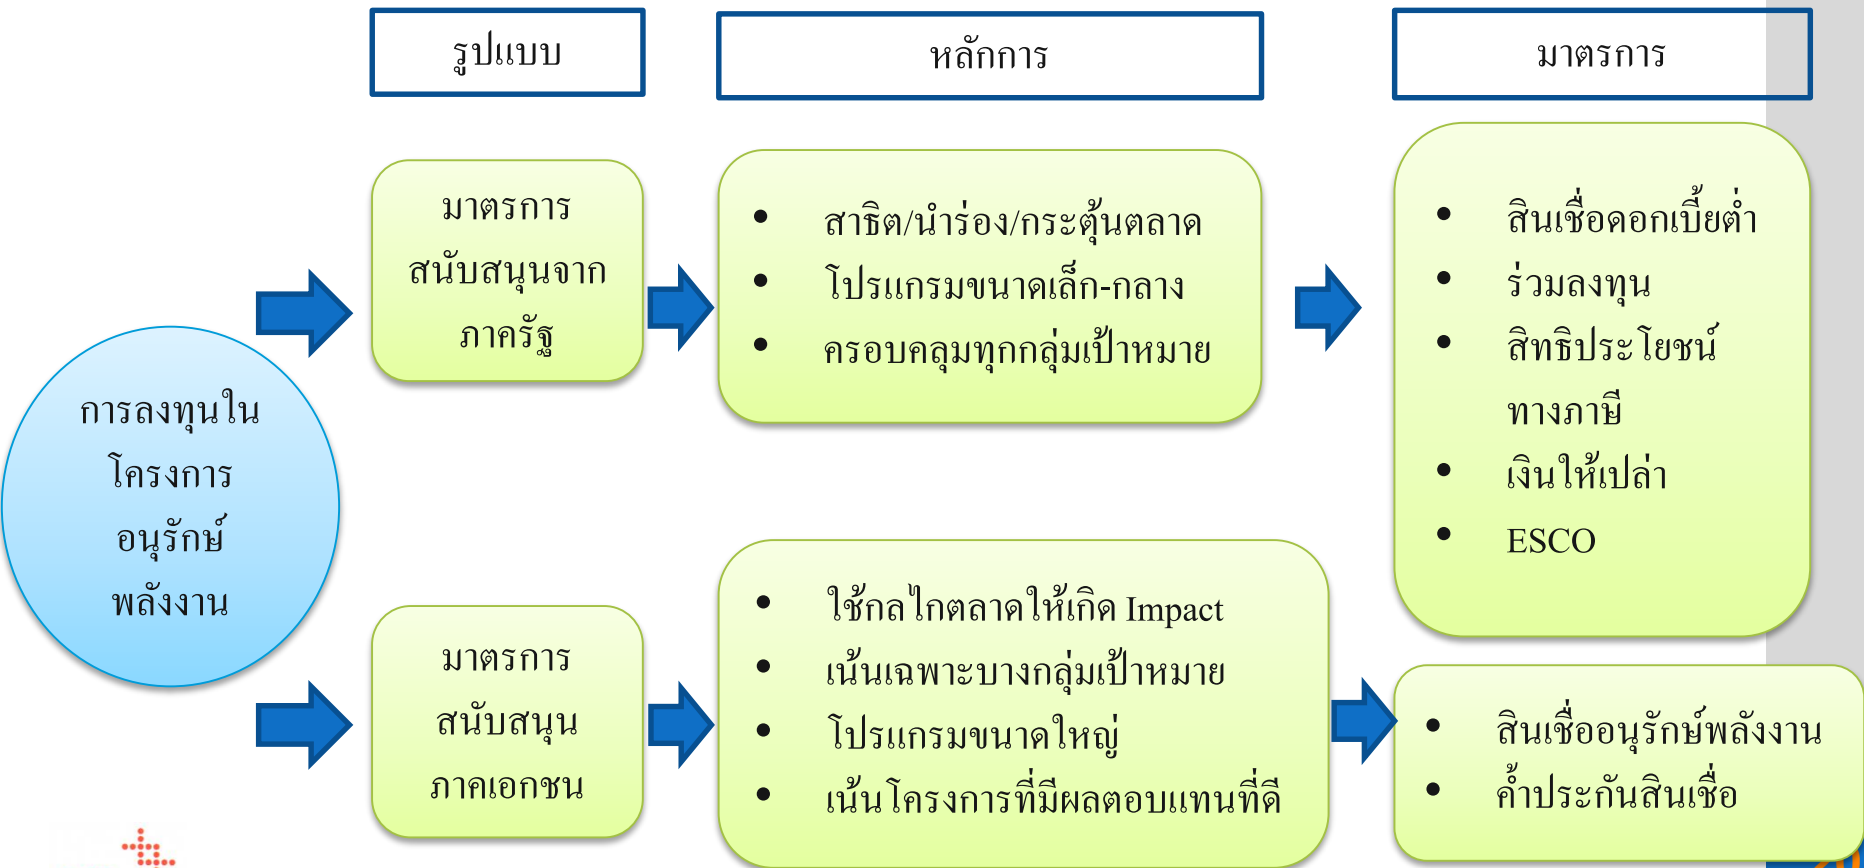 รูปแบบ
หลักการ
มาตรการ
การลงทุนใน
โครงการ
อนุรักษ์
พลังงาน
มาตรการ
สนับสนุนจาก
ภาครัฐ
• สาธิต/นำร่อง/กระตุ้นตลาด
• โปรแกรมขนาดเล็ก-กลาง
• ครอบคลุมทุกกลุ่มเป้าหมาย
• สินเชื่อดอกเบี้ยต่ำ
• ร่วมลงทุน
• สิทธิประโยชน์
ทางภาษี
• เงินให้เปล่า
• ESCO
มาตรการ
สนับสนุน
ภาคเอกชน
• ใช้กลไกตลาดให้เกิด Impact
• เน้นเฉพาะบางกลุ่มเป้าหมาย
• โปรแกรมขนาดใหญ่
• เน้นโครงการที่มีผลตอบแทนที่ดี
• สินเชื่ออนุรักษ์พลังงาน
• ค้ำประกันสินเชื่อ